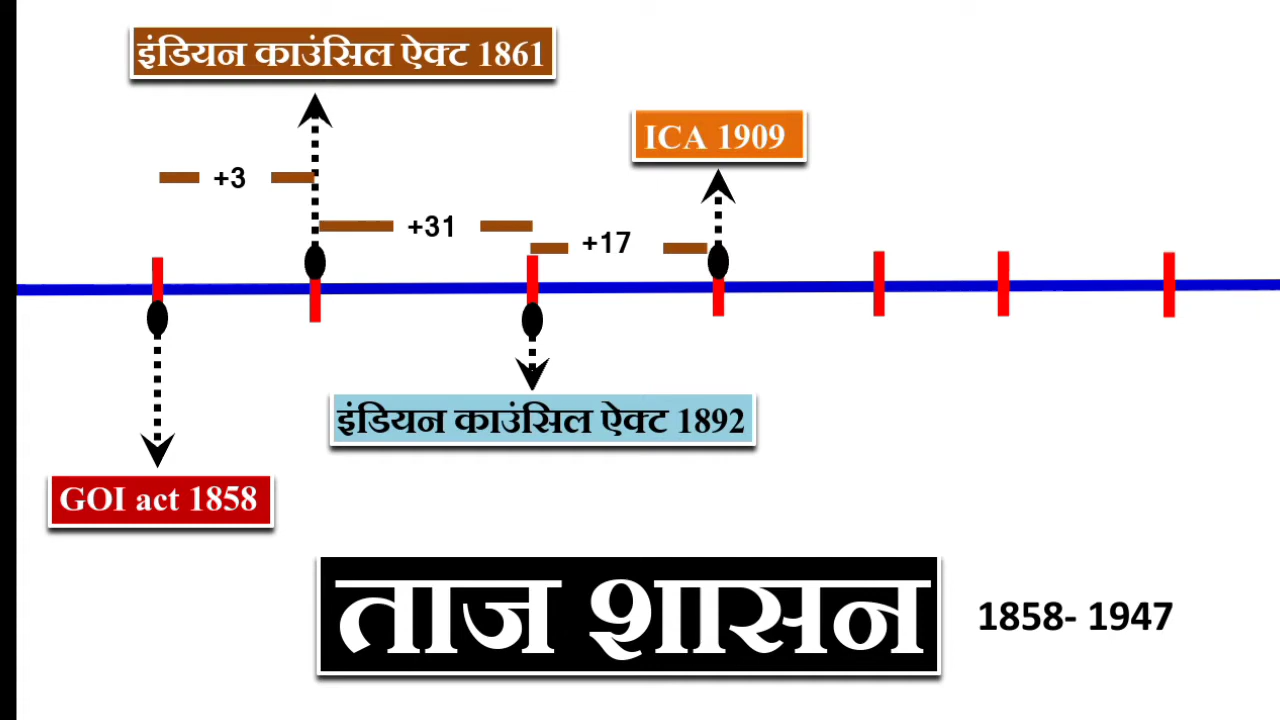 इंडियन काउंसिल ऐक्ट 1861
ICA 1909
+3
+31
+17
इंडियन काउंसिल ऐक्ट 1892
GOI act 1858
ताज शासन
1858- 1947